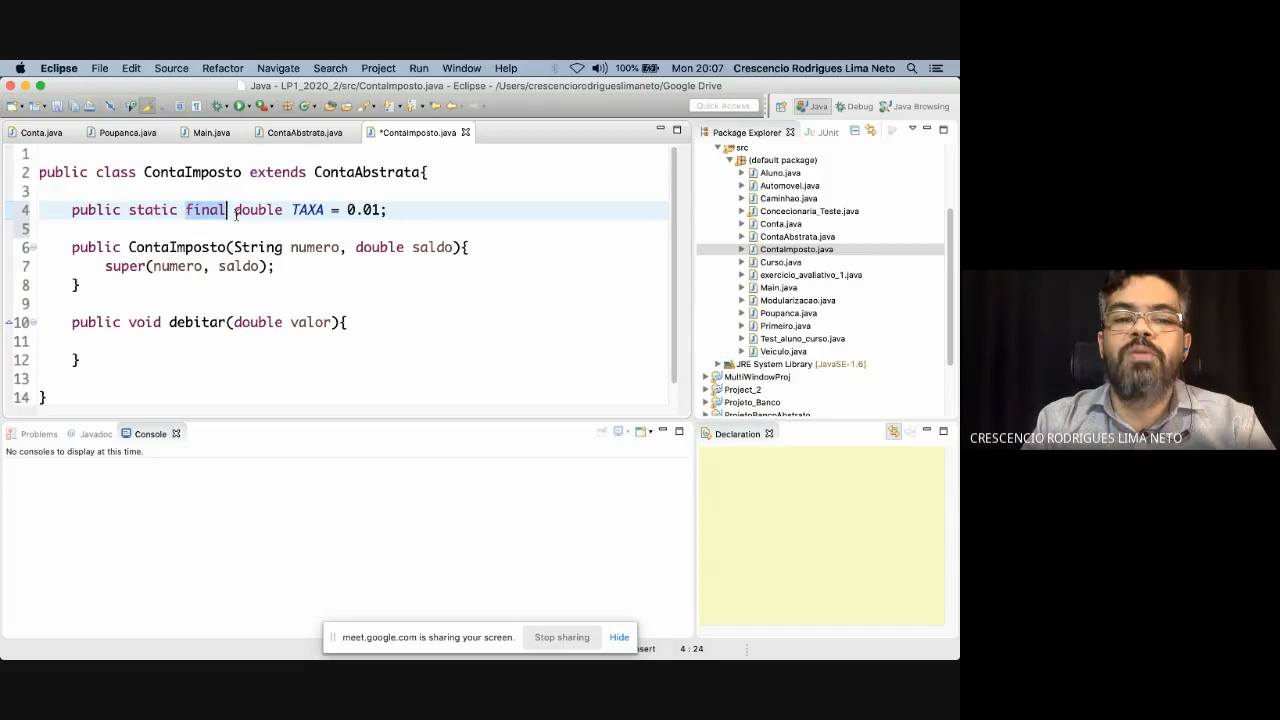 Eclipse File Edit Source Refactor Navigate Search Project Run Window Help 100% Mon 20:07 Crescencio Rodrigues Lima Neto
Java - LP1_2020_2/src/ContaImposto.java - Eclipse - /Users/crescenciorodrigueslimaneto/Google Drive
Quick Access Java Debug Java Browsing
Conta.java Poupanca.java Main.java ContaAbstrata.java *ContaImposto.java
1
2 public class ContaImposto extends ContaAbstrata{
3
4 public static final double TAXA = 0.01;
5
6 public ContaImposto(String numero, double saldo){
7 super(numero, saldo);
8 }
9
10 public void debitar(double valor){
11
12 }
13
14 }
Package Explorer JUnit
src
(default package)
Aluno.java
Automovel.java
Caminhao.java
Concecionaria_Teste.java
Conta.java
ContaAbstrata.java
ContaImposto.java
Curso.java
exercicio_avaliativo_1.java
Main.java
Modularizacao.java
Poupanca.java
Primeiro.java
Test_aluno_curso.java
Veiculo.java
JRE System Library [JavaSE-1.6]
MultiWindowProj
Project_2
Projeto_Banco
ProjetoBancoAbstrato
Problems Javadoc Console
No consoles to display at this time.
Declaration
meet.google.com is sharing your screen. Stop sharing Hide
sert 4 : 24
CRESCENCIO RODRIGUES LIMA NETO